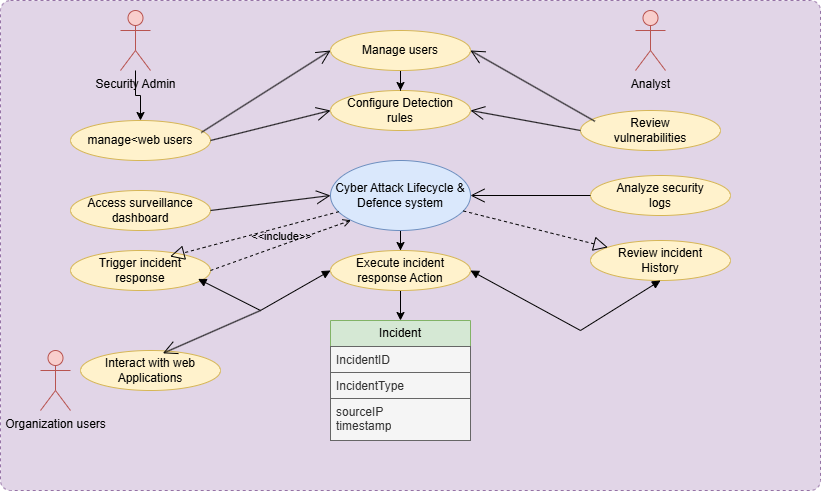 Manage users
Security Admin
Analyst
Configure Detection
rules
manage<web users
Review
vulnerabilities
Cyber Attack Lifecycle &
Defence system
Access surveillance
dashboard
Analyze security
logs
<<include>>
Trigger incident
response
Execute incident
response Action
Review incident
History
Incident
IncidentID
IncidentType
sourceIP
timestamp
Interact with web
Applications
Organization users